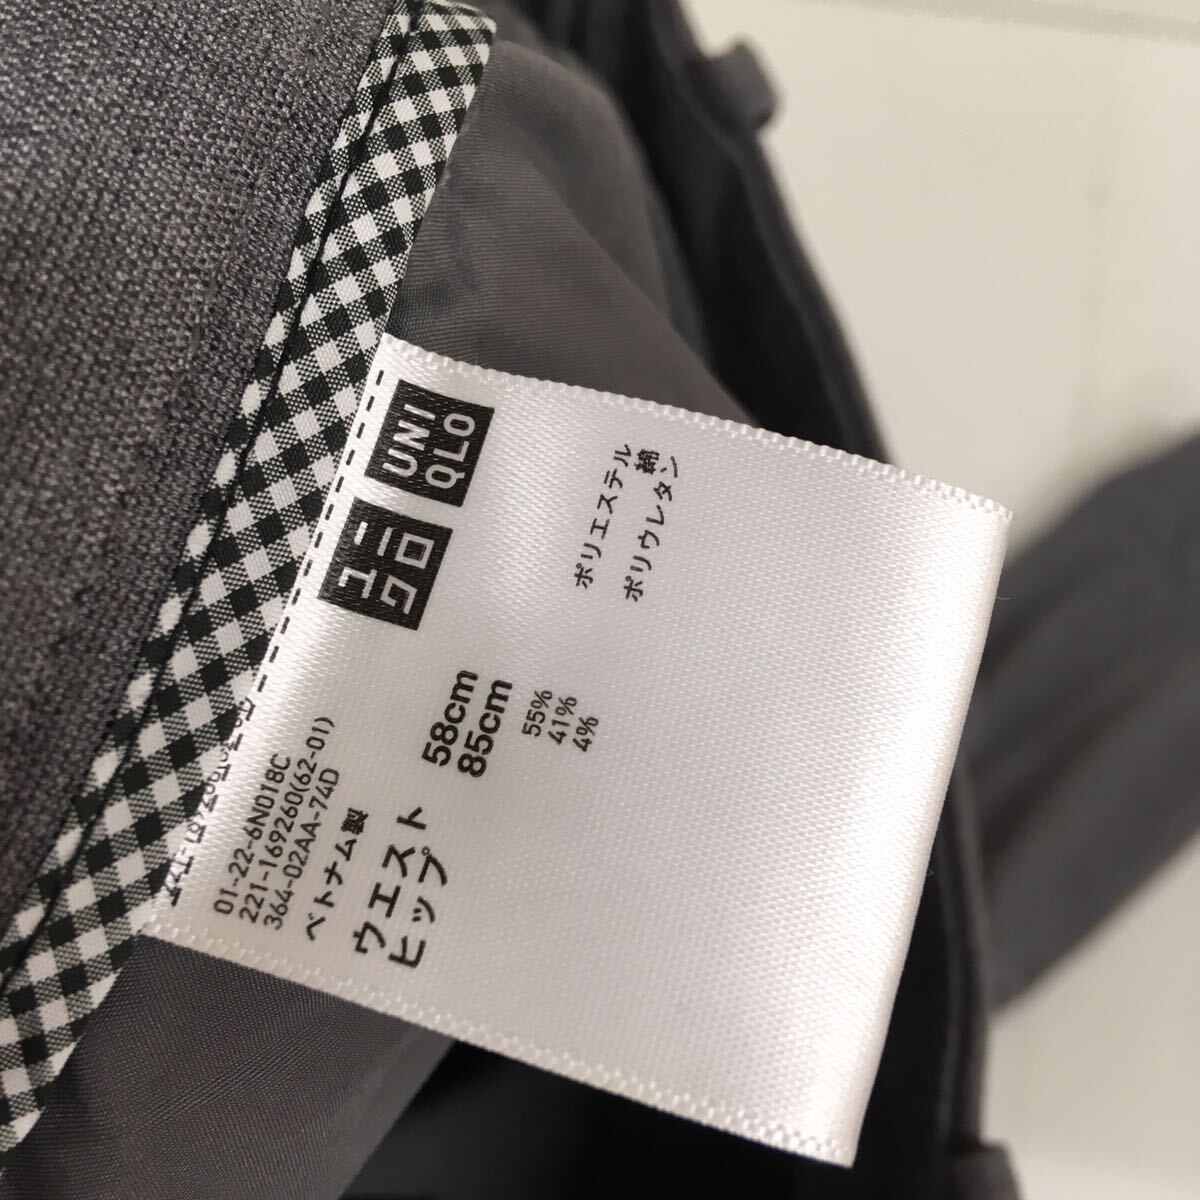 UNI
QLO
ユニ
クロ
01-22-6N018C
221-169260(62-01)
364-02AA-74D
ベトナム製
ウエスト 58cm
ヒップ 85cm
ポリエステル 55%
綿 41%
ポリウレタン 4%